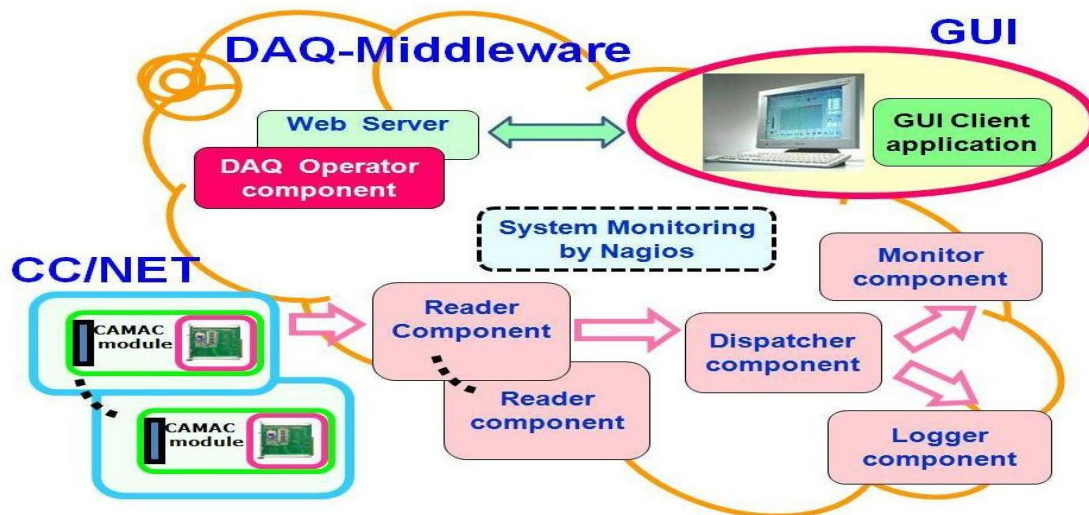 DAQ-Middleware
GUI
Web Server
DAQ Operator
component
GUI Client
application
System Monitoring
by Nagios
CC/NET
CAMAC
module
CAMAC
module
Reader
Component
Reader
component
Dispatcher
component
Monitor
component
Logger
component